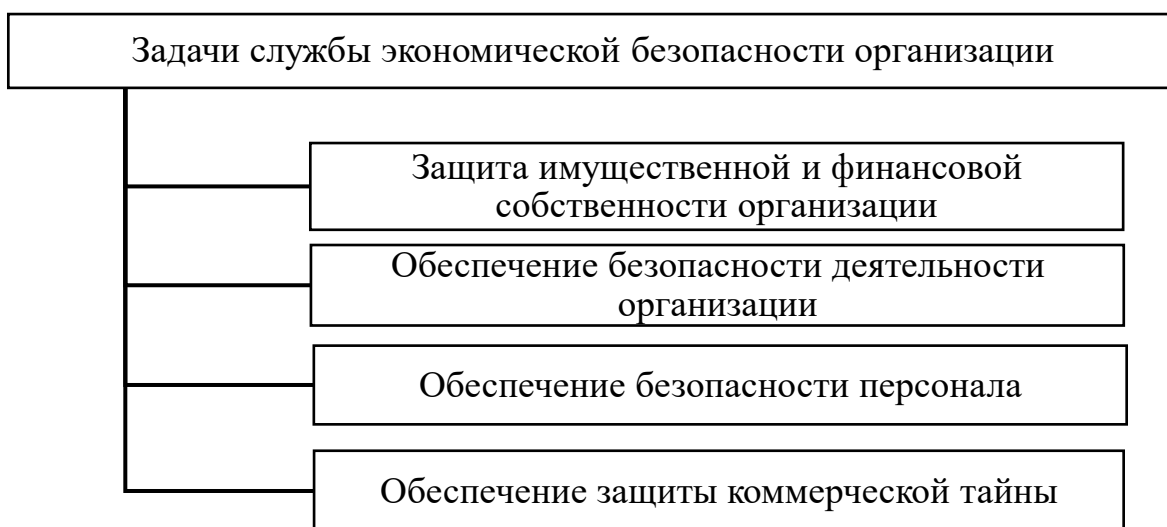 Задачи службы экономической безопасности организации
Защита имущественной и финансовой
собственности организации
Обеспечение безопасности деятельности
организации
Обеспечение безопасности персонала
Обеспечение защиты коммерческой тайны